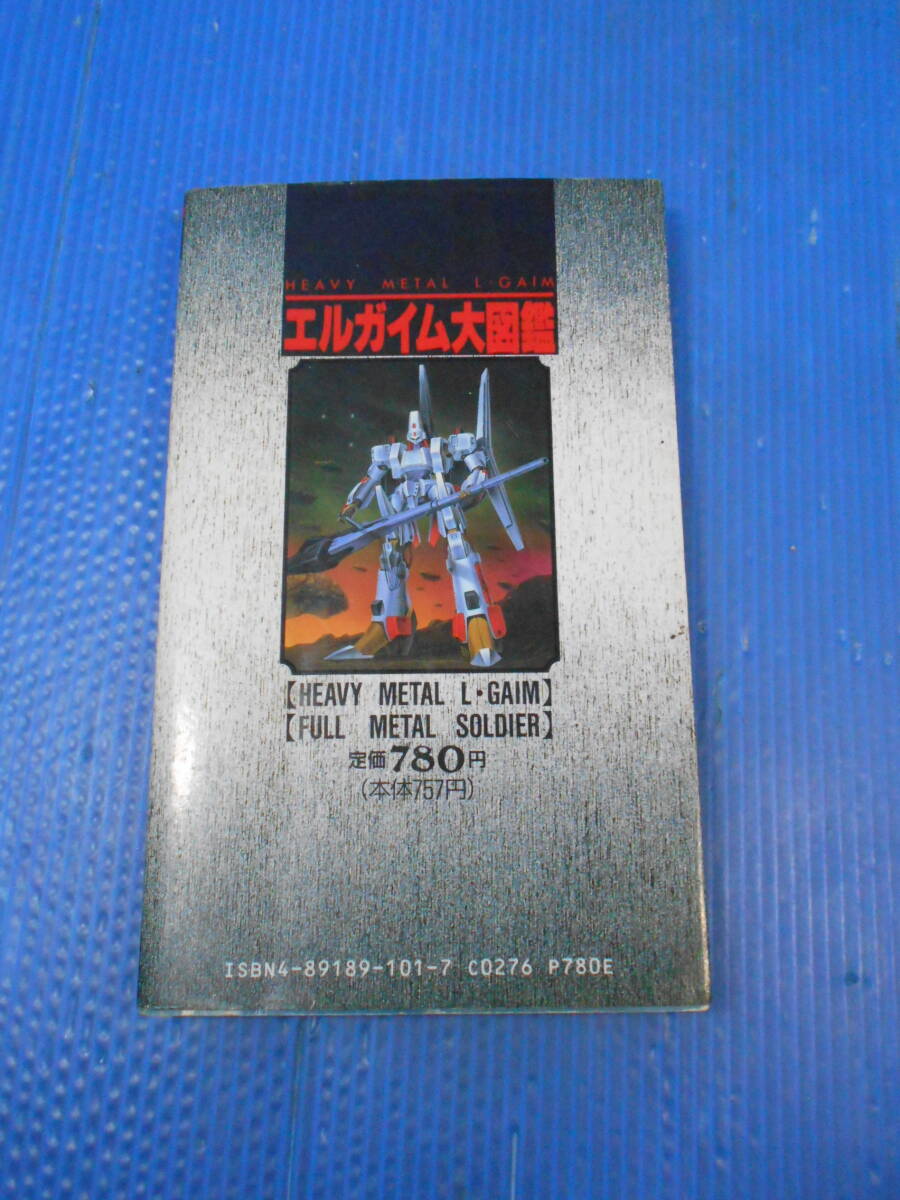 HEAVY METAL L・GAIM
エルガイム大図鑑
【HEAVY METAL L・GAIM】
【FULL METAL SOLDIER】
定価780円
(本体757円)
ISBN4-89189-101-7 C0276 P780E